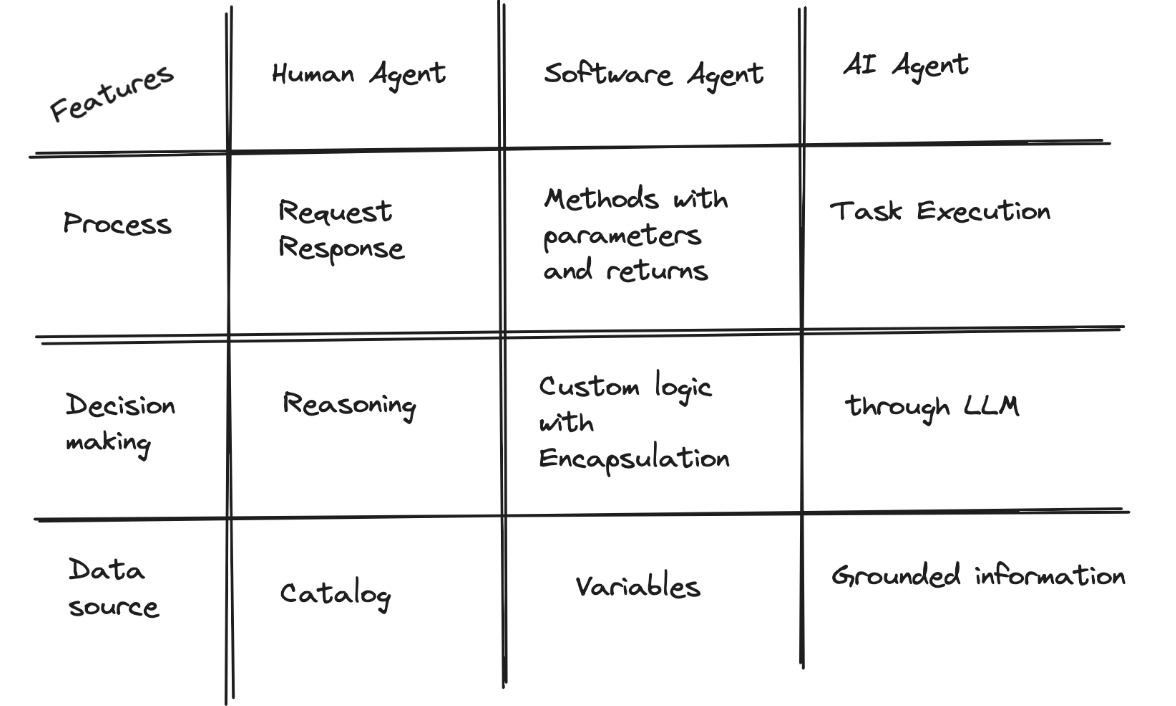 Features
Human Agent
Software Agent
AI Agent
Process
Request
Response
Methods with
parameters
and returns
Task Execution
Decision
making
Reasoning
Custom logic
with
Encapsulation
through LLM
Data
source
Catalog
Variables
Grounded information